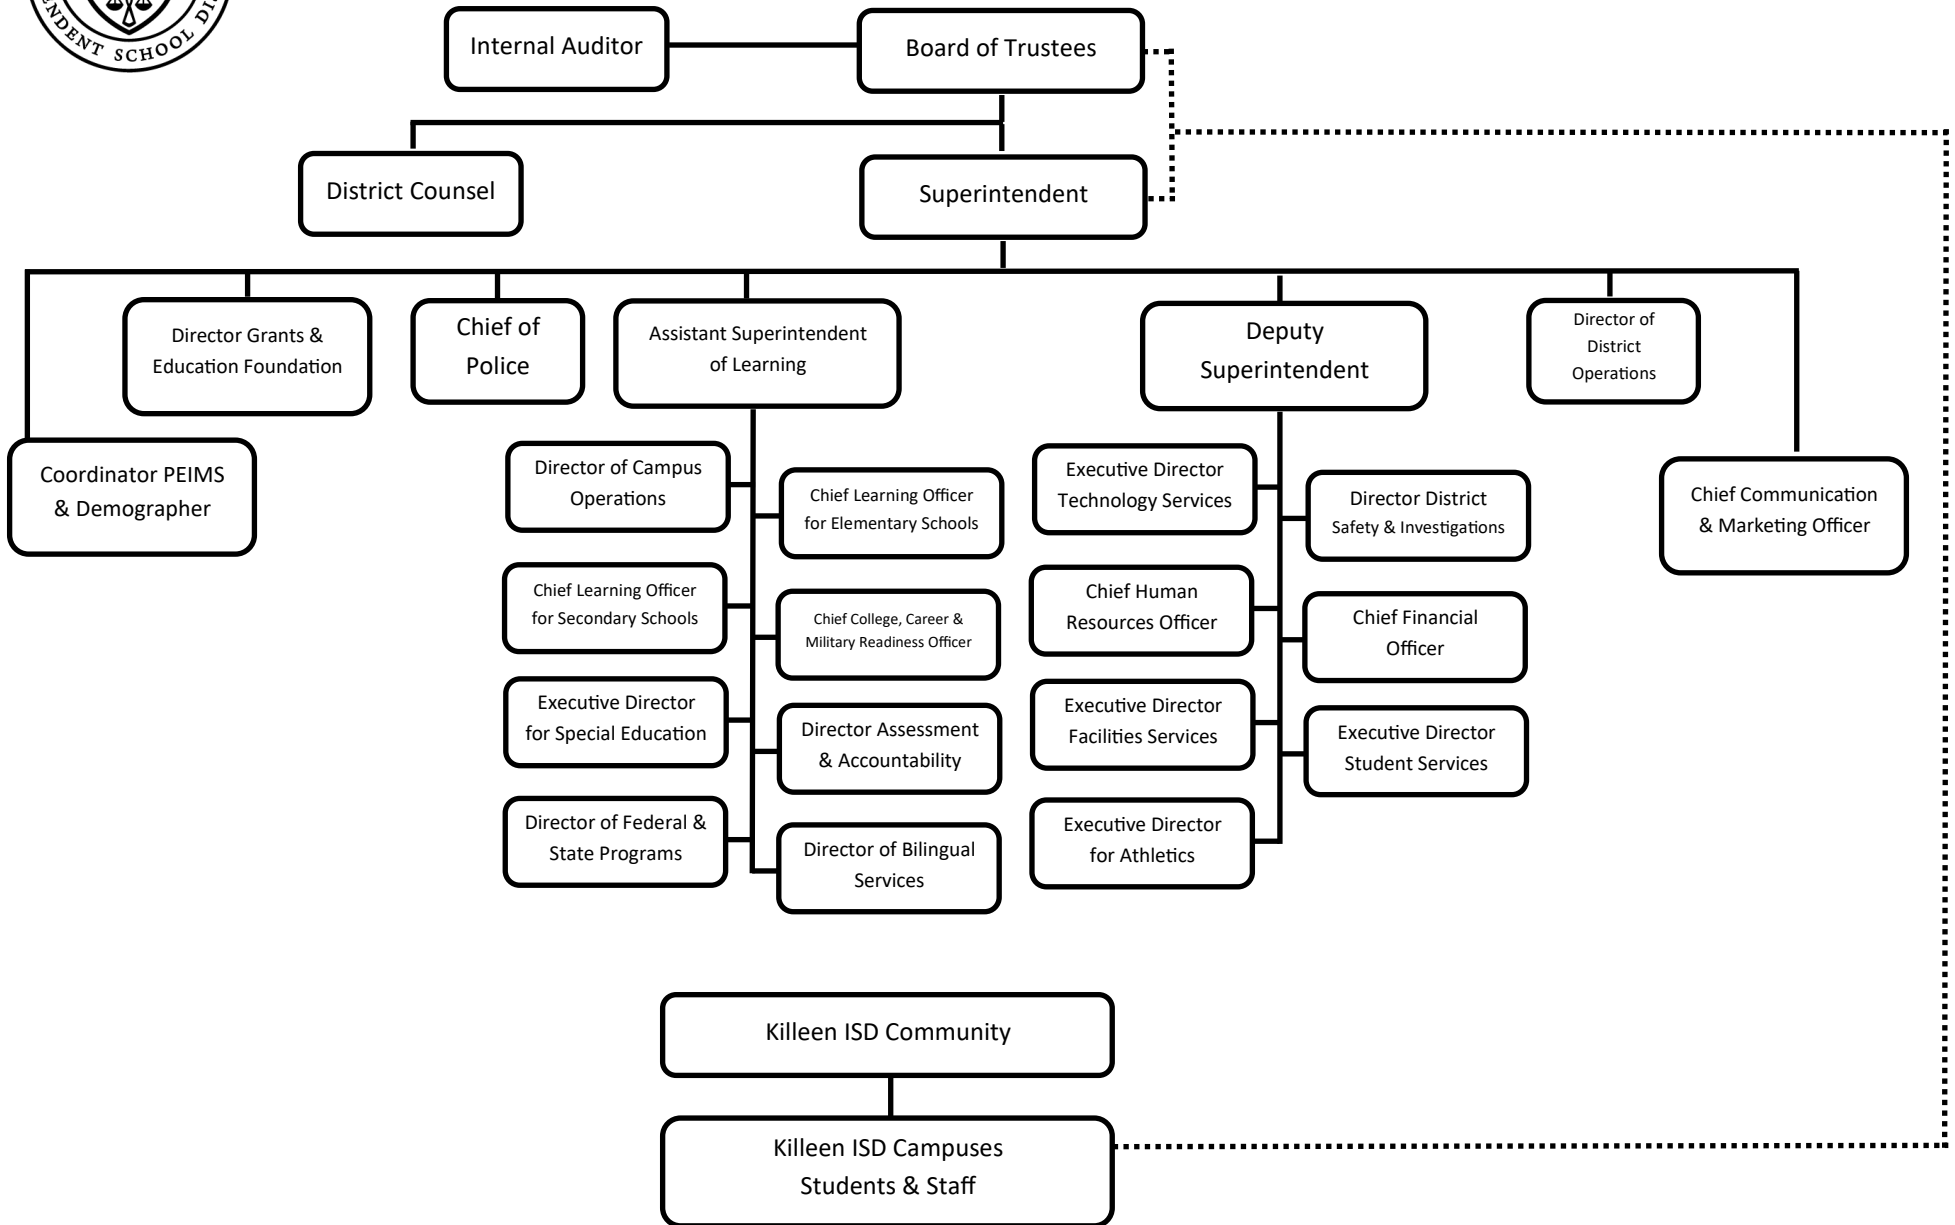 ENDENT SCHOOL DI
Internal Auditor
Board of Trustees
District Counsel
Superintendent
Director Grants &
Education Foundation
Chief of
Police
Assistant Superintendent
of Learning
Deputy
Superintendent
Director of
District
Operations
Coordinator PEIMS
& Demographer
Director of Campus
Operations
Chief Learning Officer
for Elementary Schools
Executive Director
Technology Services
Director District
Safety & Investigations
Chief Communication
& Marketing Officer
Chief Learning Officer
for Secondary Schools
Chief College, Career &
Military Readiness Officer
Chief Human
Resources Officer
Chief Financial
Officer
Executive Director
for Special Education
Director Assessment
& Accountability
Executive Director
Facilities Services
Executive Director
Student Services
Director of Federal &
State Programs
Director of Bilingual
Services
Executive Director
for Athletics
Killeen ISD Community
Killeen ISD Campuses
Students & Staff